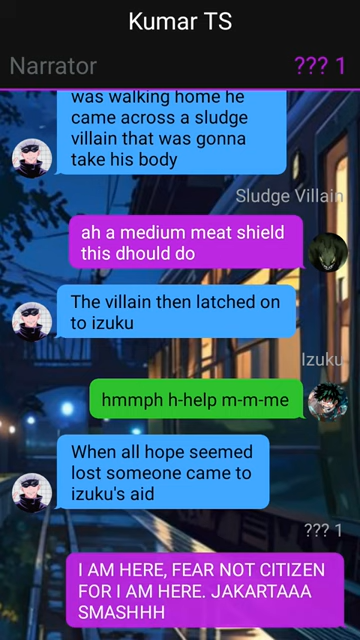 Kumar TS
Narrator
??? 1
was walking home he
came across a sludge
villain that was gonna
take his body
Sludge Villain
ah a medium meat shield
this dhould do
The villain then latched on
to izuku
Izuku
hmmph h-help m-m-me
When all hope seemed
lost someone came to
izuku's aid
??? 1
I AM HERE, FEAR NOT CITIZEN
FOR I AM HERE. JAKARTAAA
SMASHHH